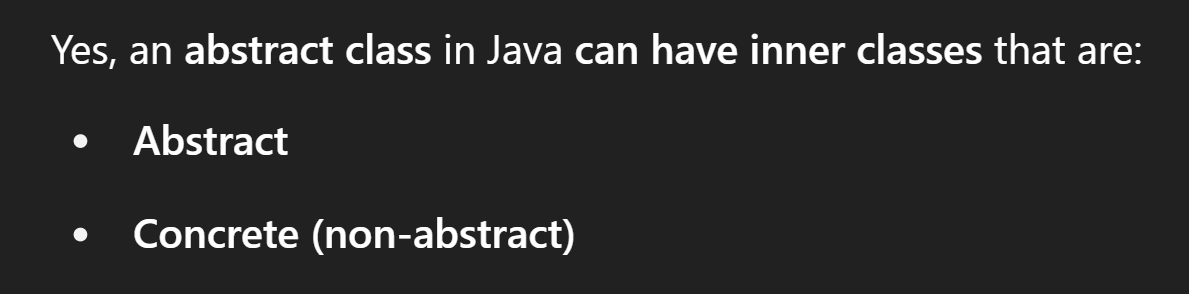 Yes, an abstract class in Java can have inner classes that are:
• Abstract
• Concrete (non-abstract)